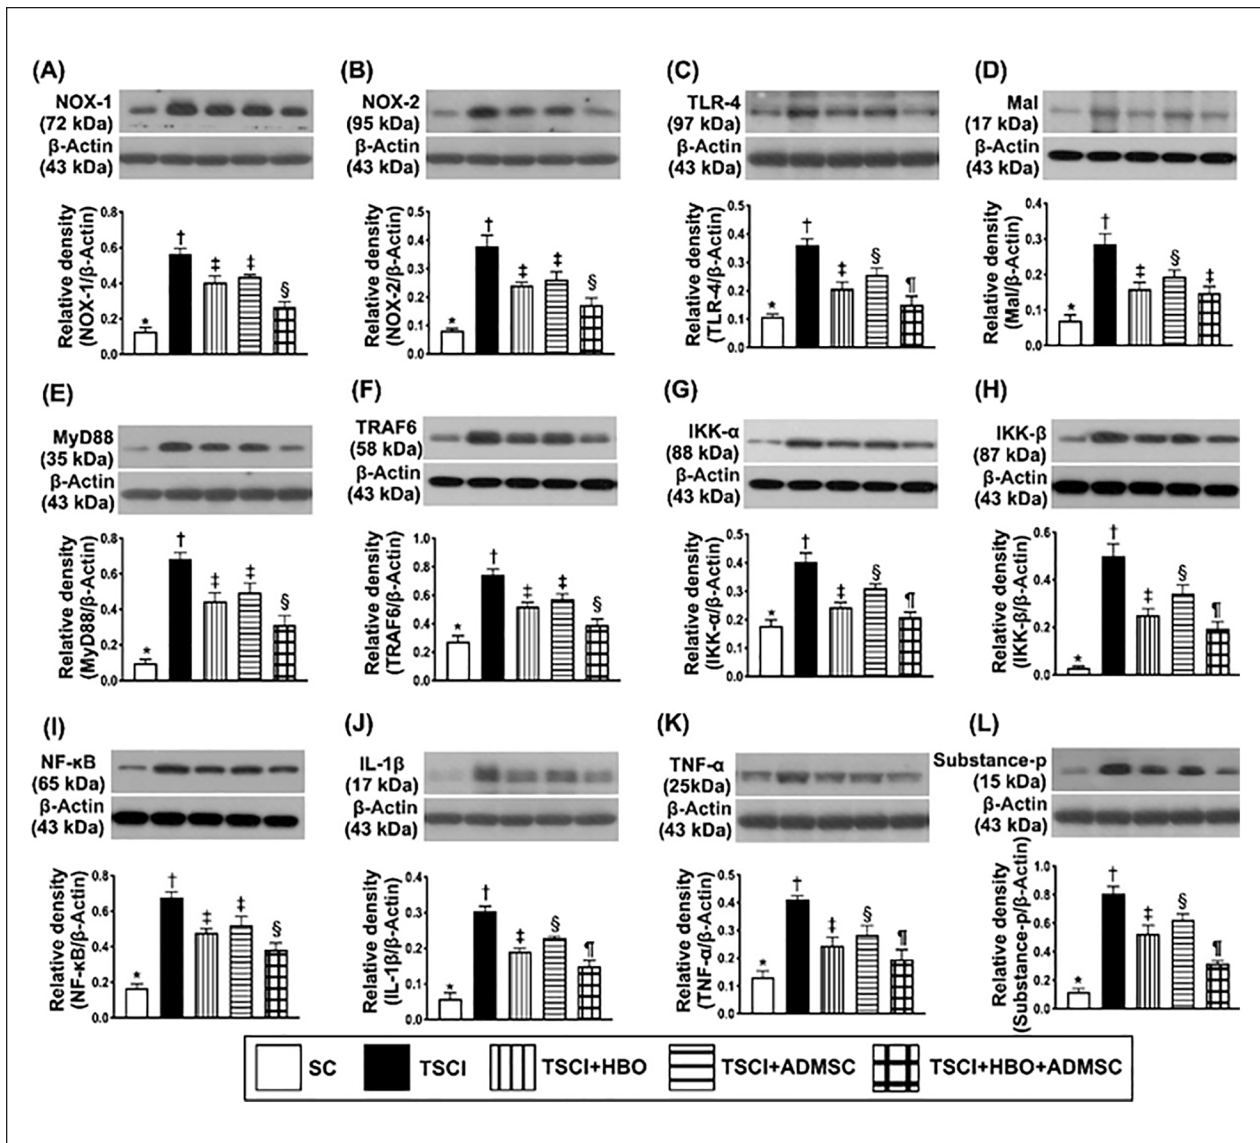 (A)
NOX-1
(72 kDa)
β-Actin
(43 kDa)
Relative density
(NOX-1/β-Actin)
0.8
0.6
0.4
0.2
0.0
*
†
‡
‡
§
(B)
NOX-2
(95 kDa)
β-Actin
(43 kDa)
Relative density
(NOX-2/β-Actin)
0.5
0.4
0.3
0.2
0.1
0.0
*
†
‡
‡
§
(C)
TLR-4
(97 kDa)
β-Actin
(43 kDa)
Relative density
(TLR-4/β-Actin)
0.5
0.4
0.3
0.2
0.1
0.0
*
†
‡
§
¶
(D)
Mal
(17 kDa)
β-Actin
(43 kDa)
Relative density
(Mal/β-Actin)
0.4
0.3
0.2
0.1
0.0
*
†
‡
§
‡
(E)
MyD88
(35 kDa)
β-Actin
(43 kDa)
Relative density
(MyD88/β-Actin)
0.8
0.6
0.4
0.2
0.0
*
†
‡
‡
§
(F)
TRAF6
(58 kDa)
β-Actin
(43 kDa)
Relative density
(TRAF6/β-Actin)
1.0
0.8
0.6
0.4
0.2
0.0
*
†
‡
‡
§
(G)
IKK-α
(88 kDa)
β-Actin
(43 kDa)
Relative density
(IKK-α/β-Actin)
0.5
0.4
0.3
0.2
0.1
0.0
*
†
‡
§
¶
(H)
IKK-β
(87 kDa)
β-Actin
(43 kDa)
Relative density
(IKK-β/β-Actin)
0.6
0.4
0.2
0.0
*
†
‡
§
¶
(I)
NF-κB
(65 kDa)
β-Actin
(43 kDa)
Relative density
(NF-κB/β-Actin)
0.8
0.6
0.4
0.2
0.0
*
†
‡
‡
§
(J)
IL-1β
(17 kDa)
β-Actin
(43 kDa)
Relative density
(IL-1β/β-Actin)
0.4
0.3
0.2
0.1
0.0
*
†
‡
§
¶
(K)
TNF-α
(25kDa)
β-Actin
(43 kDa)
Relative density
(TNF-α/β-Actin)
0.5
0.4
0.3
0.2
0.1
0.0
*
†
‡
§
¶
(L)
Substance-p
(15 kDa)
β-Actin
(43 kDa)
Relative density
(Substance-p/β-Actin)
1.0
0.8
0.6
0.4
0.2
0.0
*
†
‡
§
¶
SC
TSCI
TSCI+HBO
TSCI+ADMSC
TSCI+HBO+ADMSC